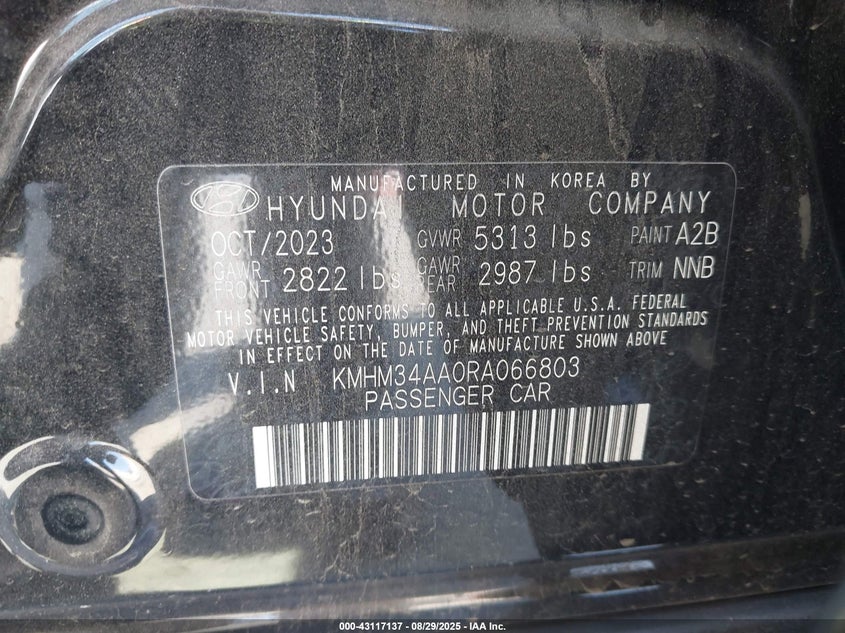 MANUFACTURED IN KOREA BY
HYUNDAI MOTOR COMPANY
OCT/2023 GVWR 5313 lbs PAINT A2B
GAWR FRONT 2822 lbs GAWR REAR 2987 lbs TRIM NNB
THIS VEHICLE CONFORMS TO ALL APPLICABLE U.S.A. FEDERAL
MOTOR VEHICLE SAFETY, BUMPER, AND THEFT PREVENTION STANDARDS
IN EFFECT ON THE DATE OF MANUFACTURE SHOWN ABOVE
V.I.N KMHM34AA0RA066803
PASSENGER CAR
000-43117137 - 08/29/2025 - IAA Inc.